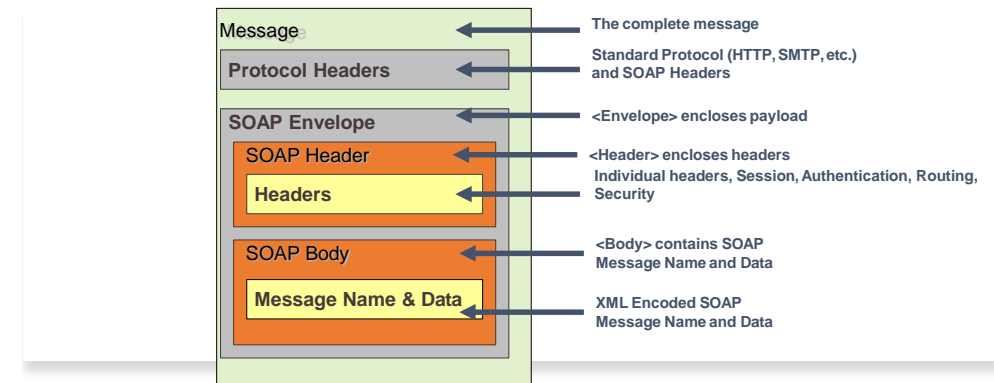 Message
The complete message
Protocol Headers
Standard Protocol (HTTP, SMTP, etc.)
and SOAP Headers
SOAP Envelope
<Envelope> encloses payload
SOAP Header
<Header> encloses headers
Headers
Individual headers, Session, Authentication, Routing,
Security
SOAP Body
<Body> contains SOAP
Message Name and Data
Message Name & Data
XML Encoded SOAP
Message Name and Data